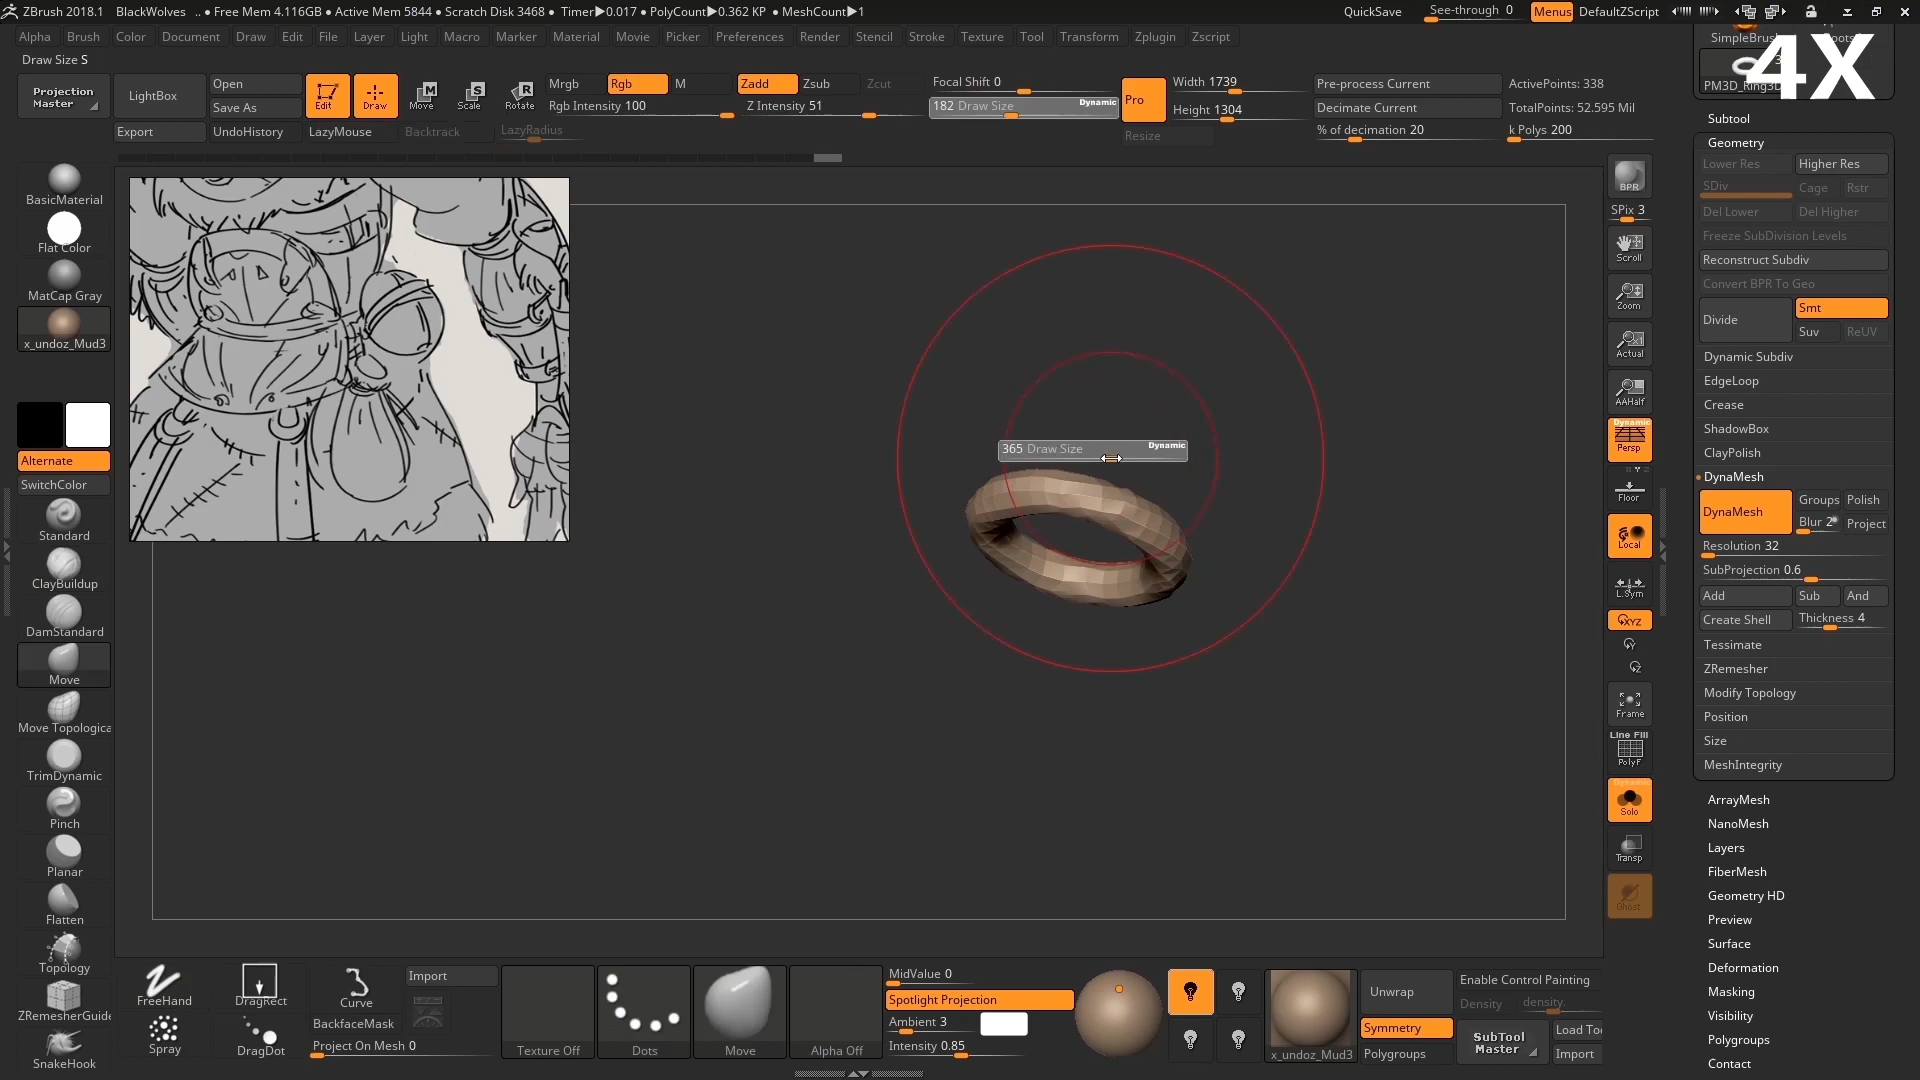 ZBrush 2018.1 BlackWolves .. • Free Mem 4.116GB • Active Mem 5844 • Scratch Disk 3468 • Timer▶0.017 • PolyCount▶0.362 KP • MeshCount▶1 QuickSave See-through 0 Menus DefaultZScript
Alpha Brush Color Document Draw Edit File Layer Light Macro Marker Material Movie Picker Preferences Render Stencil Stroke Texture Tool Transform Zplugin Zscript
Draw Size S
Projection Master
LightBox
Open
Save As
Export
UndoHistory
LazyMouse
Backtrack
LazyRadius
Edit
Draw
Move
Scale
Rotate
Mrgb Rgb M
Rgb Intensity 100
Zadd Zsub Zcut
Z Intensity 51
Focal Shift 0
182 Draw Size Dynamic
Pro
Width 1739
Height 1304
Resize
Pre-process Current
Decimate Current
% of decimation 20
ActivePoints: 338
TotalPoints: 52.595 Mil
k Polys 200
SimpleBrush
PM3D_Ring3D
4X
BasicMaterial
Flat Color
MatCap Gray
x_undoz_Mud3
Alternate
SwitchColor
Standard
ClayBuildup
DamStandard
Move
Move Topologica
TrimDynamic
Pinch
Planar
Flatten
Topology
ZRemesherGuide
SnakeHook
365 Draw Size Dynamic
BPR
SPix 3
Scroll
Zoom
Actual
AAHalf
Dynamic
Persp
Floor
Local
L.Sym
XYZ
Frame
Line Fill
PolyF
Dynamic
Solo
Transp
Ghost
Subtool
Geometry
Lower Res Higher Res
SDiv Cage Rstr
Del Lower Del Higher
Freeze SubDivision Levels
Reconstruct Subdiv
Convert BPR To Geo
Divide Smt
Suv ReUV
Dynamic Subdiv
EdgeLoop
Crease
ShadowBox
ClayPolish
DynaMesh
DynaMesh Groups Polish
Blur 2 Project
Resolution 32
SubProjection 0.6
Add Sub And
Create Shell Thickness 4
Tessimate
ZRemesher
Modify Topology
Position
Size
MeshIntegrity
ArrayMesh
NanoMesh
Layers
FiberMesh
Geometry HD
Preview
Surface
Deformation
Masking
Visibility
Polygroups
Contact
FreeHand
DragRect
Curve
Import
BackfaceMask
Spray
DragDot
Project On Mesh 0
Texture Off
Dots
Move
Alpha Off
MidValue 0
Spotlight Projection
Ambient 3
Intensity 0.85
x_undoz_Mud3
Unwrap
Symmetry
Polygroups
Enable Control Painting
Density density.
SubTool Master
Load Too
Import